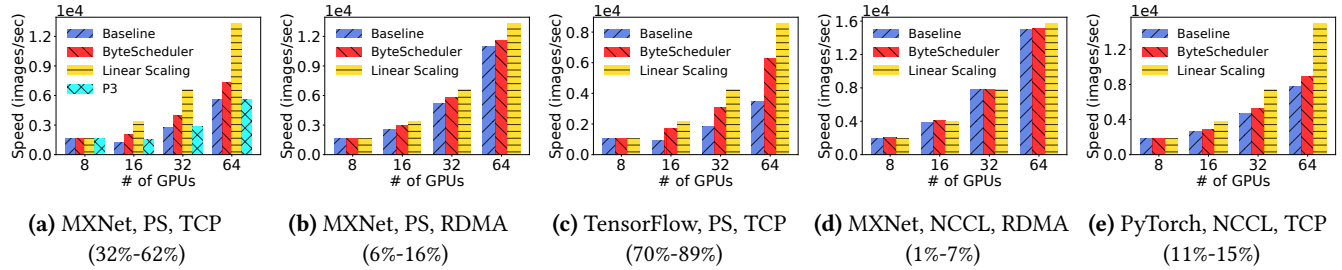 1e4
Speed (images/sec)
1.2
0.9
0.6
0.3
0.0
Baseline
ByteScheduler
Linear Scaling
P3
8 16 32 64
# of GPUs
(a) MXNet, PS, TCP
(32%-62%)
1e4
Speed (images/sec)
1.2
0.9
0.6
0.3
0.0
Baseline
ByteScheduler
Linear Scaling
8 16 32 64
# of GPUs
(b) MXNet, PS, RDMA
(6%-16%)
1e4
Speed (images/sec)
0.8
0.6
0.4
0.2
0.0
Baseline
ByteScheduler
Linear Scaling
8 16 32 64
# of GPUs
(c) TensorFlow, PS, TCP
(70%-89%)
1e4
Speed (images/sec)
1.6
1.2
0.8
0.4
0.0
Baseline
ByteScheduler
Linear Scaling
8 16 32 64
# of GPUs
(d) MXNet, NCCL, RDMA
(1%-7%)
1e4
Speed (images/sec)
1.2
0.8
0.4
0.0
Baseline
ByteScheduler
Linear Scaling
8 16 32 64
# of GPUs
(e) PyTorch, NCCL, TCP
(11%-15%)